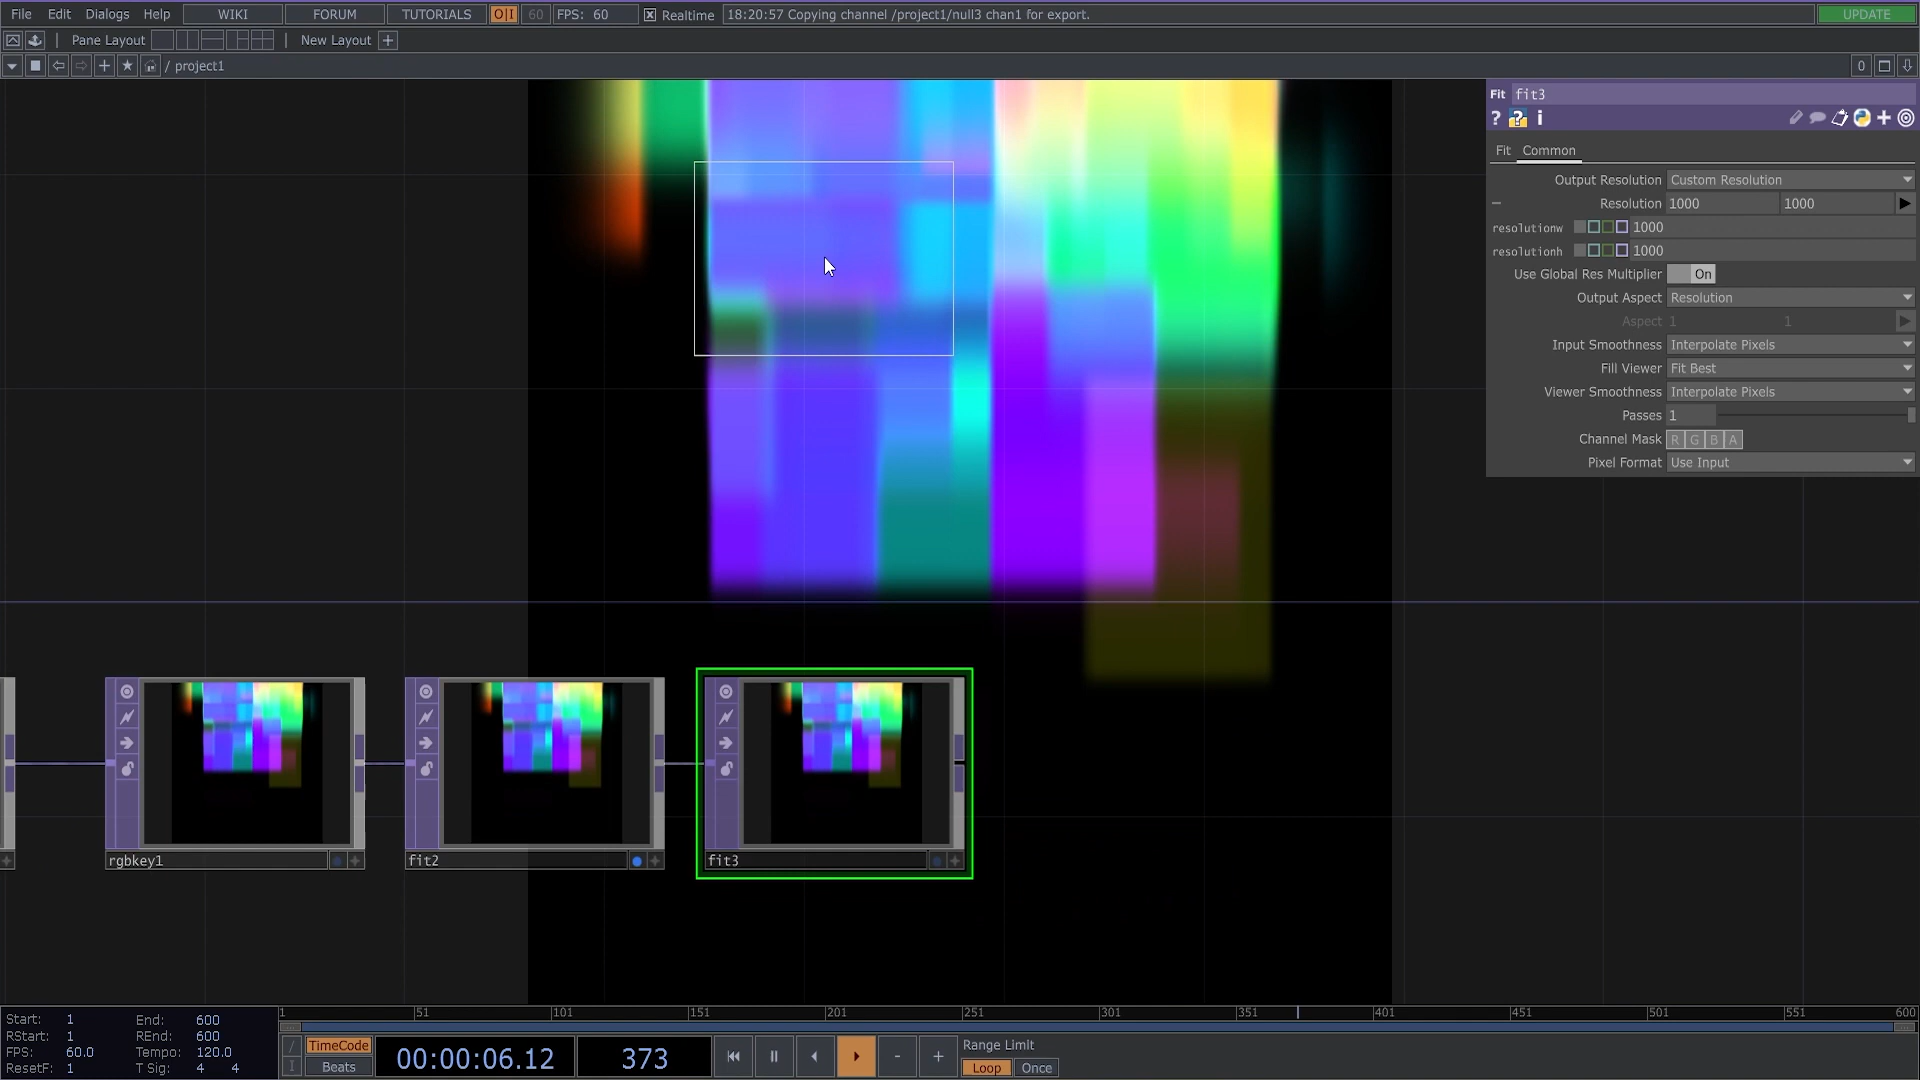 File Edit Dialogs Help WIKI FORUM TUTORIALS O|I 60 FPS: 60 Realtime 18:20:57 Copying channel /project1/null3 chan1 for export. UPDATE
Pane Layout New Layout +
/ project1 0
Fit fit3
? ? i
Fit Common
Output Resolution Custom Resolution
Resolution 1000 1000
resolutionw 1000
resolutionh 1000
Use Global Res Multiplier On
Output Aspect Resolution
Aspect 1 1
Input Smoothness Interpolate Pixels
Fill Viewer Fit Best
Viewer Smoothness Interpolate Pixels
Passes 1
Channel Mask R G B A
Pixel Format Use Input
rgbkey1 fit2 fit3
1 51 101 151 201 251 301 351 401 451 501 551 600
Start: 1 End: 600
RStart: 1 REnd: 600
FPS: 60.0 Tempo: 120.0
ResetF: 1 T Sig: 4 4
TimeCode
Beats
00:00:06.12 373 - +
Range Limit
Loop Once